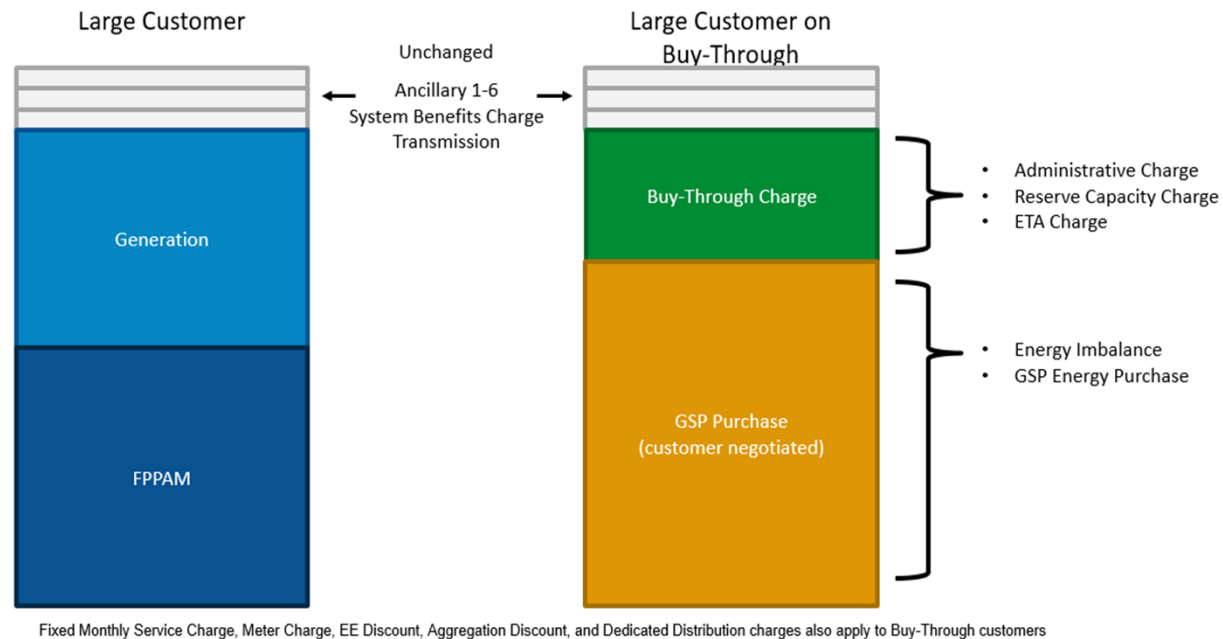 Large Customer
Large Customer on
Buy-Through
Unchanged
Ancillary 1-6
System Benefits Charge
Transmission
Generation
FPPAM
Buy-Through Charge
GSP Purchase
(customer negotiated)
• Administrative Charge
• Reserve Capacity Charge
• ETA Charge
• Energy Imbalance
• GSP Energy Purchase
Fixed Monthly Service Charge, Meter Charge, EE Discount, Aggregation Discount, and Dedicated Distribution charges also apply to Buy-Through customers